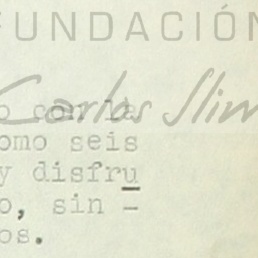 FUNDACIÓN
Carlos Slim
o con la
omo seis
y disfru
o, sin -
os.